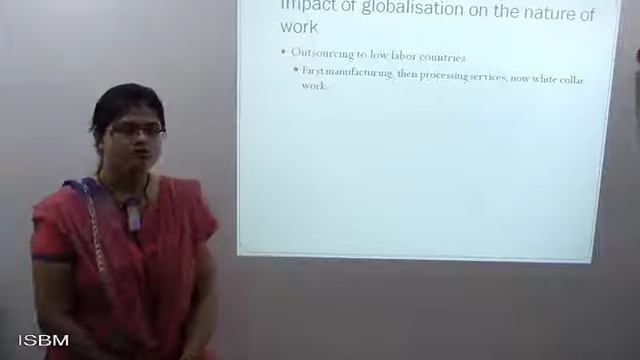 Impact of globalisation on the nature of
work
Outsourcing to low labor countries
First manufacturing, then processing services, now white collar
work.
ISBM